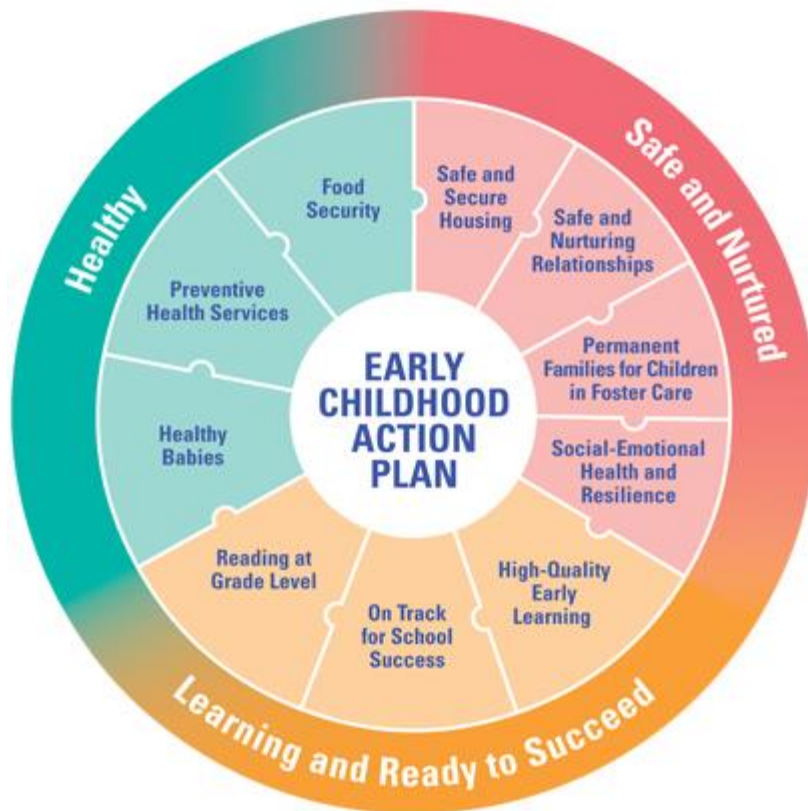 EARLY
CHILDHOOD
ACTION
PLAN
Safe and Nurtured
Safe and
Secure
Housing
Safe and
Nurturing
Relationships
Permanent
Families for Children
in Foster Care
Social-Emotional
Health and
Resilience
Learning and Ready to Succeed
High-Quality
Early
Learning
On Track
for School
Success
Reading at
Grade Level
Healthy
Healthy
Babies
Preventive
Health Services
Food
Security